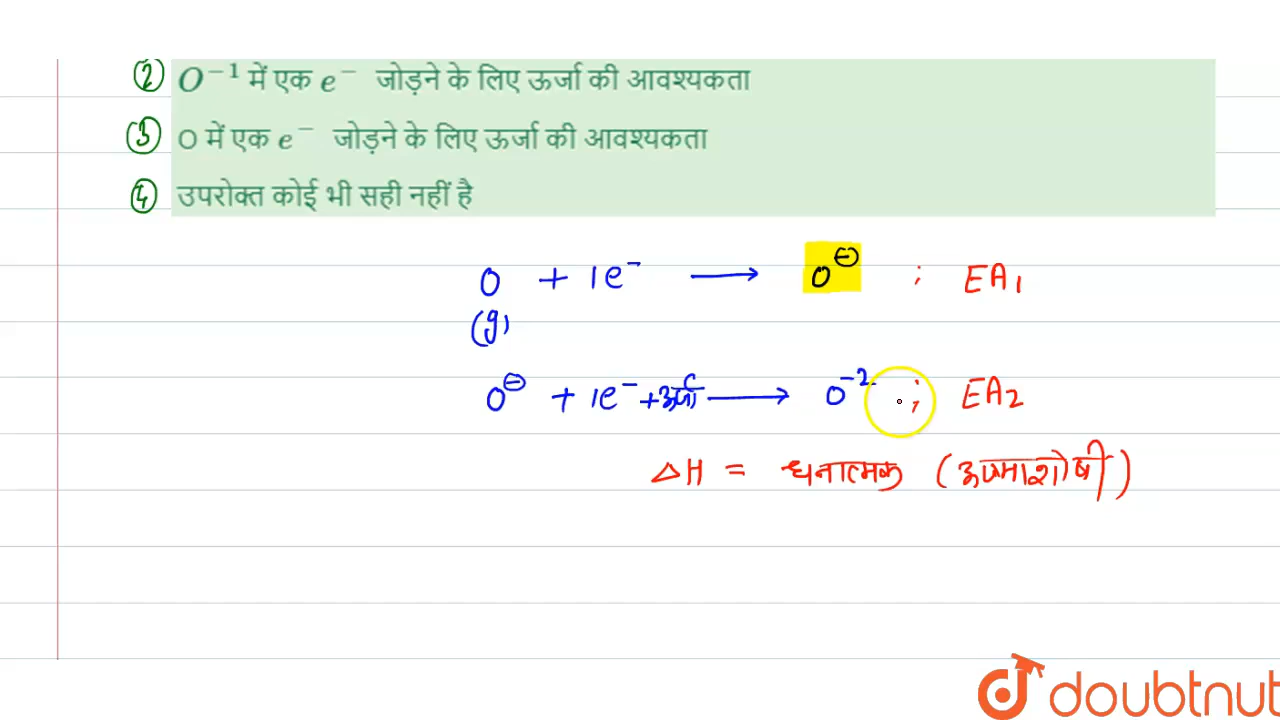 (2) O⁻¹ में एक e⁻ जोड़ने के लिए ऊर्जा की आवश्यकता
(3) O में एक e⁻ जोड़ने के लिए ऊर्जा की आवश्यकता
(4) उपरोक्त कोई भी सही नहीं है
O + 1e⁻ ⟶ O⊖ ; EA₁
(g)
O⊖ + 1e⁻ + ऊर्जा ⟶ O⁻² ; EA₂
ΔH = धनात्मक (ऊष्माशोषी)
doubtnut